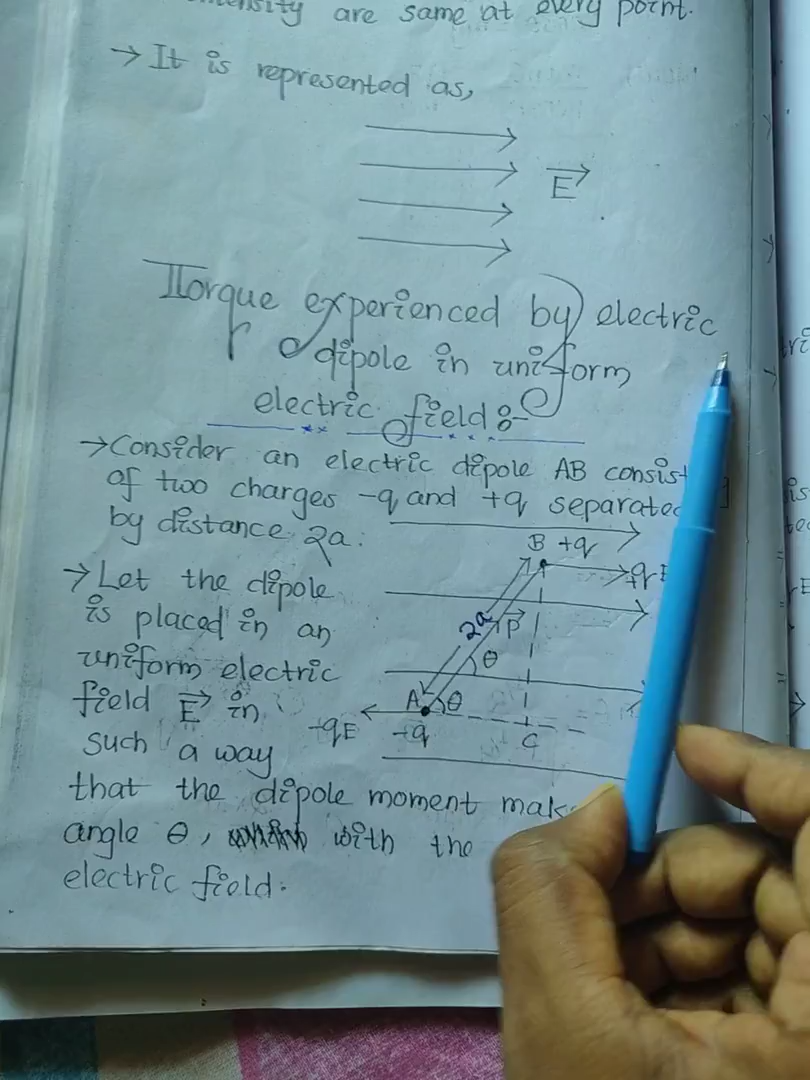 are same at every point.
→ It is represented as,
E
Torque experienced by electric
dipole in uniform
electric field :-
→ Consider an electric dipole AB consist
of two charges -q and +q separated
by distance 2a.
B +q
→ Let the dipole
is placed in an
uniform electric
field E in
such a way
2a
P
θ
A
θ
-qE
-q
C
that the dipole moment mak
angle θ, with the
electric field.